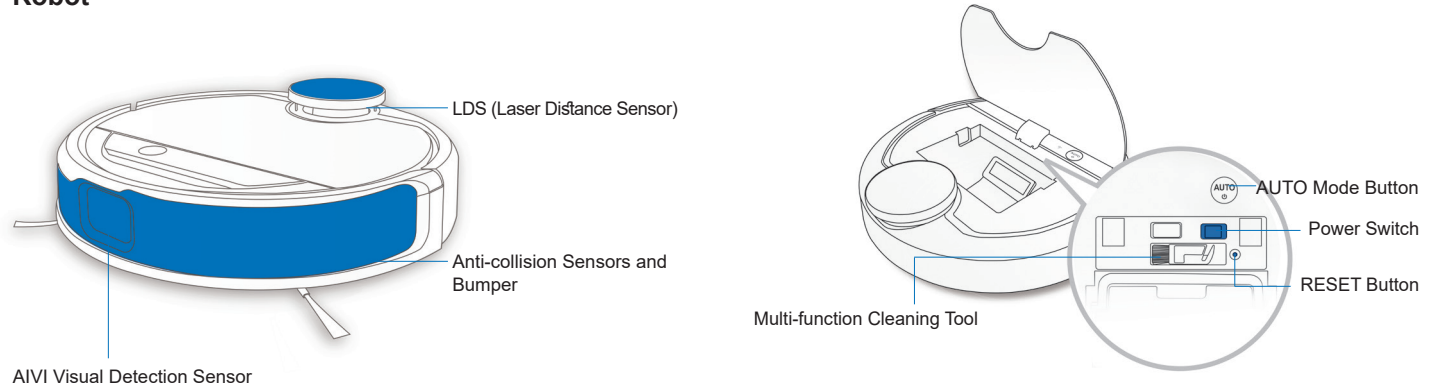 Robot
LDS (Laser Distance Sensor)
Anti-collision Sensors and
Bumper
AIVI Visual Detection Sensor
AUTO
AUTO Mode Button
Power Switch
RESET Button
Multi-function Cleaning Tool